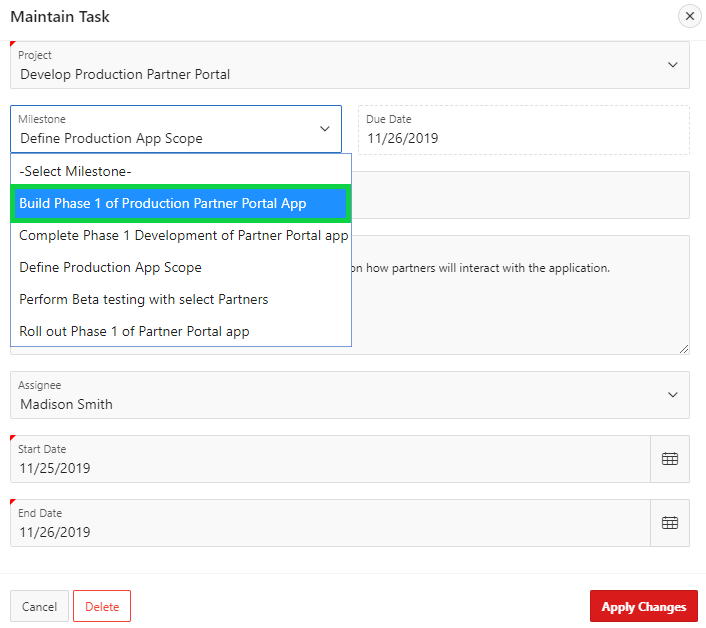 Maintain Task
Project
Develop Production Partner Portal
Milestone
Define Production App Scope
Due Date
11/26/2019
-Select Milestone-
Build Phase 1 of Production Partner Portal App
Complete Phase 1 Development of Partner Portal app
Define Production App Scope
Perform Beta testing with select Partners
Roll out Phase 1 of Partner Portal app
on how partners will interact with the application.
Assignee
Madison Smith
Start Date
11/25/2019
End Date
11/26/2019
Cancel
Delete
Apply Changes